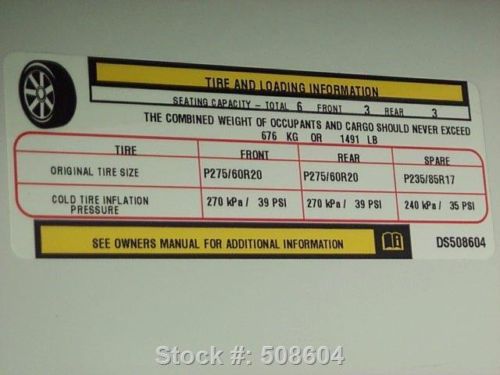 TIRE AND LOADING INFORMATION
SEATING CAPACITY - TOTAL 6 FRONT 3 REAR 3
THE COMBINED WEIGHT OF OCCUPANTS AND CARGO SHOULD NEVER EXCEED
676 KG OR 1491 LB
TIRE FRONT REAR SPARE
ORIGINAL TIRE SIZE P275/60R20 P275/60R20 P235/85R17
COLD TIRE INFLATION PRESSURE 270 kPa / 39 PSI 270 kPa / 39 PSI 240 kPa / 35 PSI
SEE OWNERS MANUAL FOR ADDITIONAL INFORMATION DS508604
Stock #: 508604